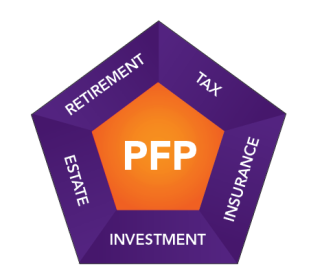 RETIREMENT
TAX
PFP
ESTATE
INSURANCE
INVESTMENT